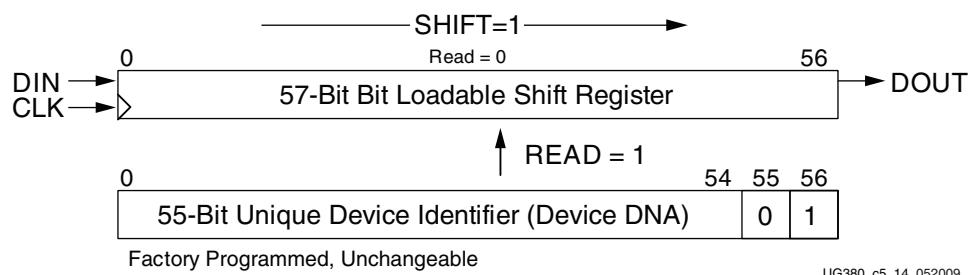 SHIFT=1
0 Read = 0 56
DIN 57-Bit Bit Loadable Shift Register DOUT
CLK
READ = 1
0 54 55 56
55-Bit Unique Device Identifier (Device DNA) 0 1
Factory Programmed, Unchangeable
UG380_c5_14_052009